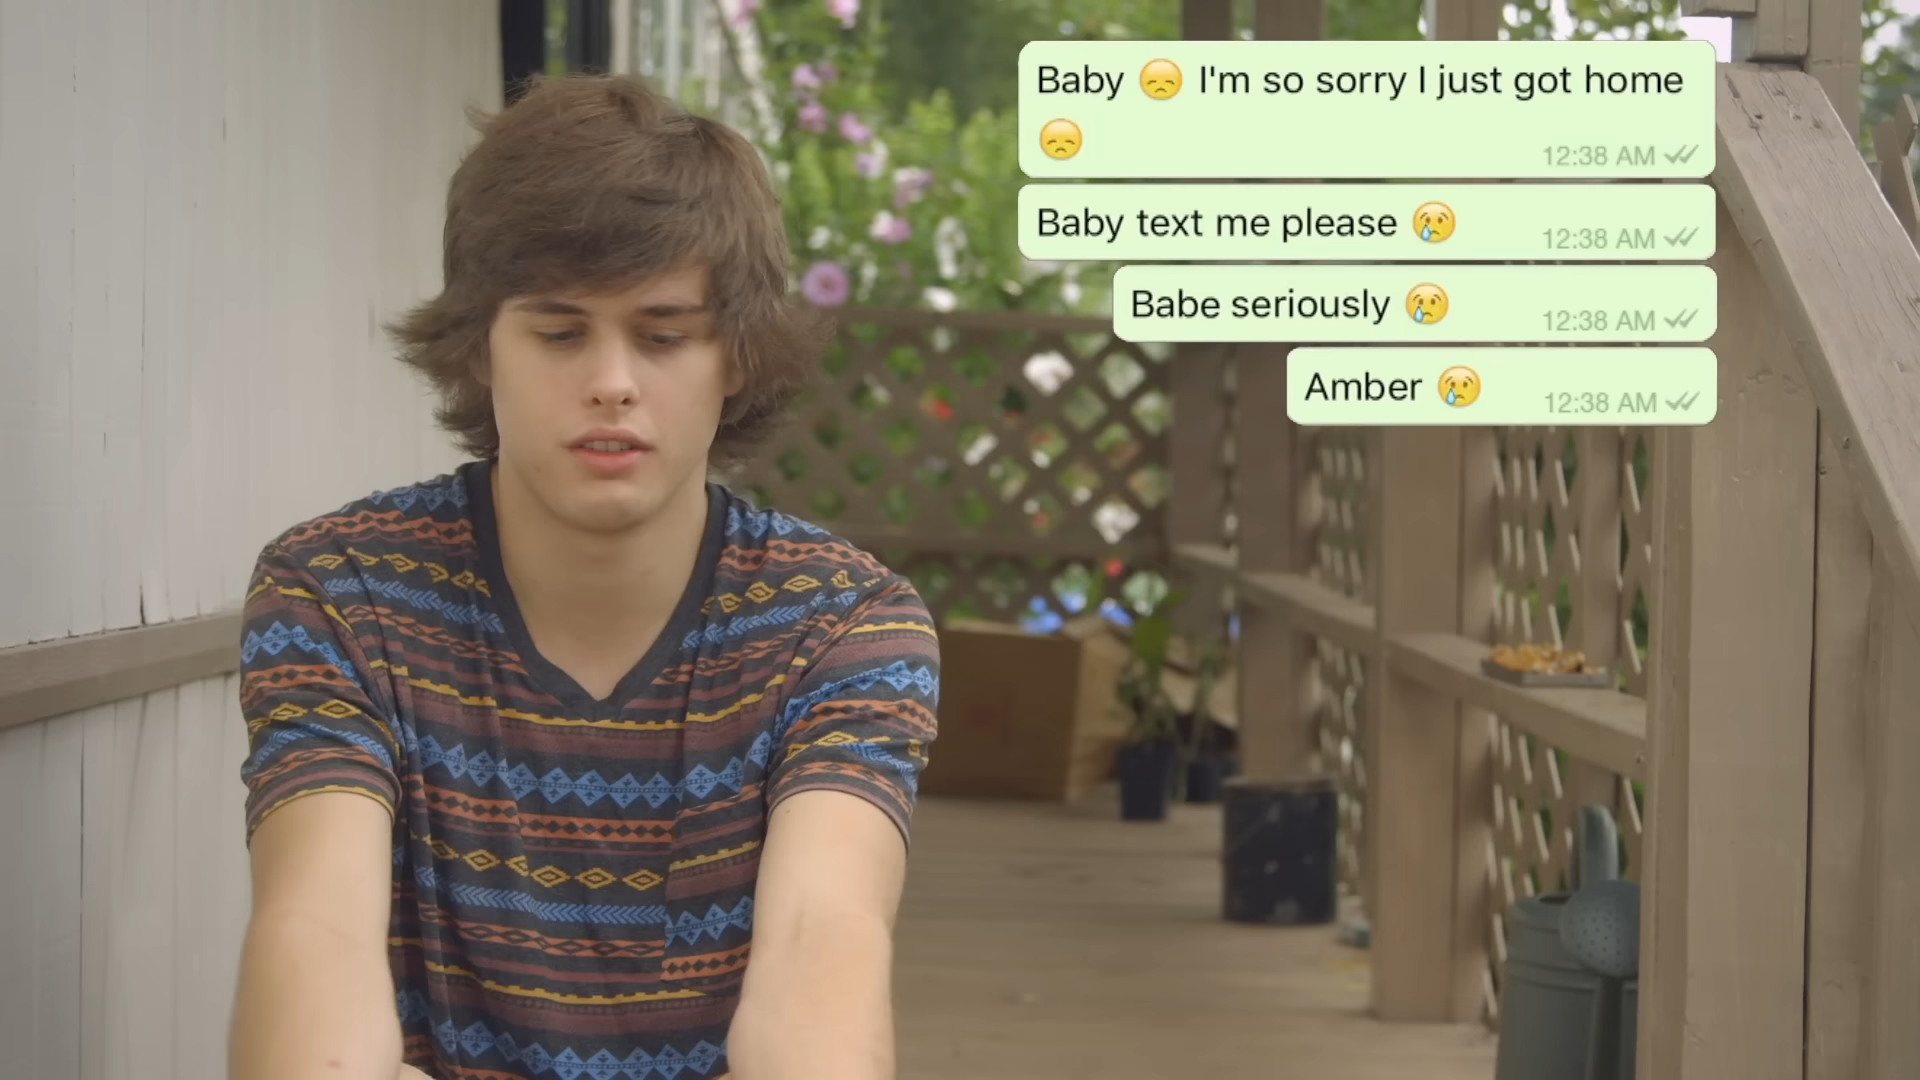 Baby 😞 I'm so sorry I just got home
😞 12:38 AM
Baby text me please 😢 12:38 AM
Babe seriously 😢 12:38 AM
Amber 😢 12:38 AM